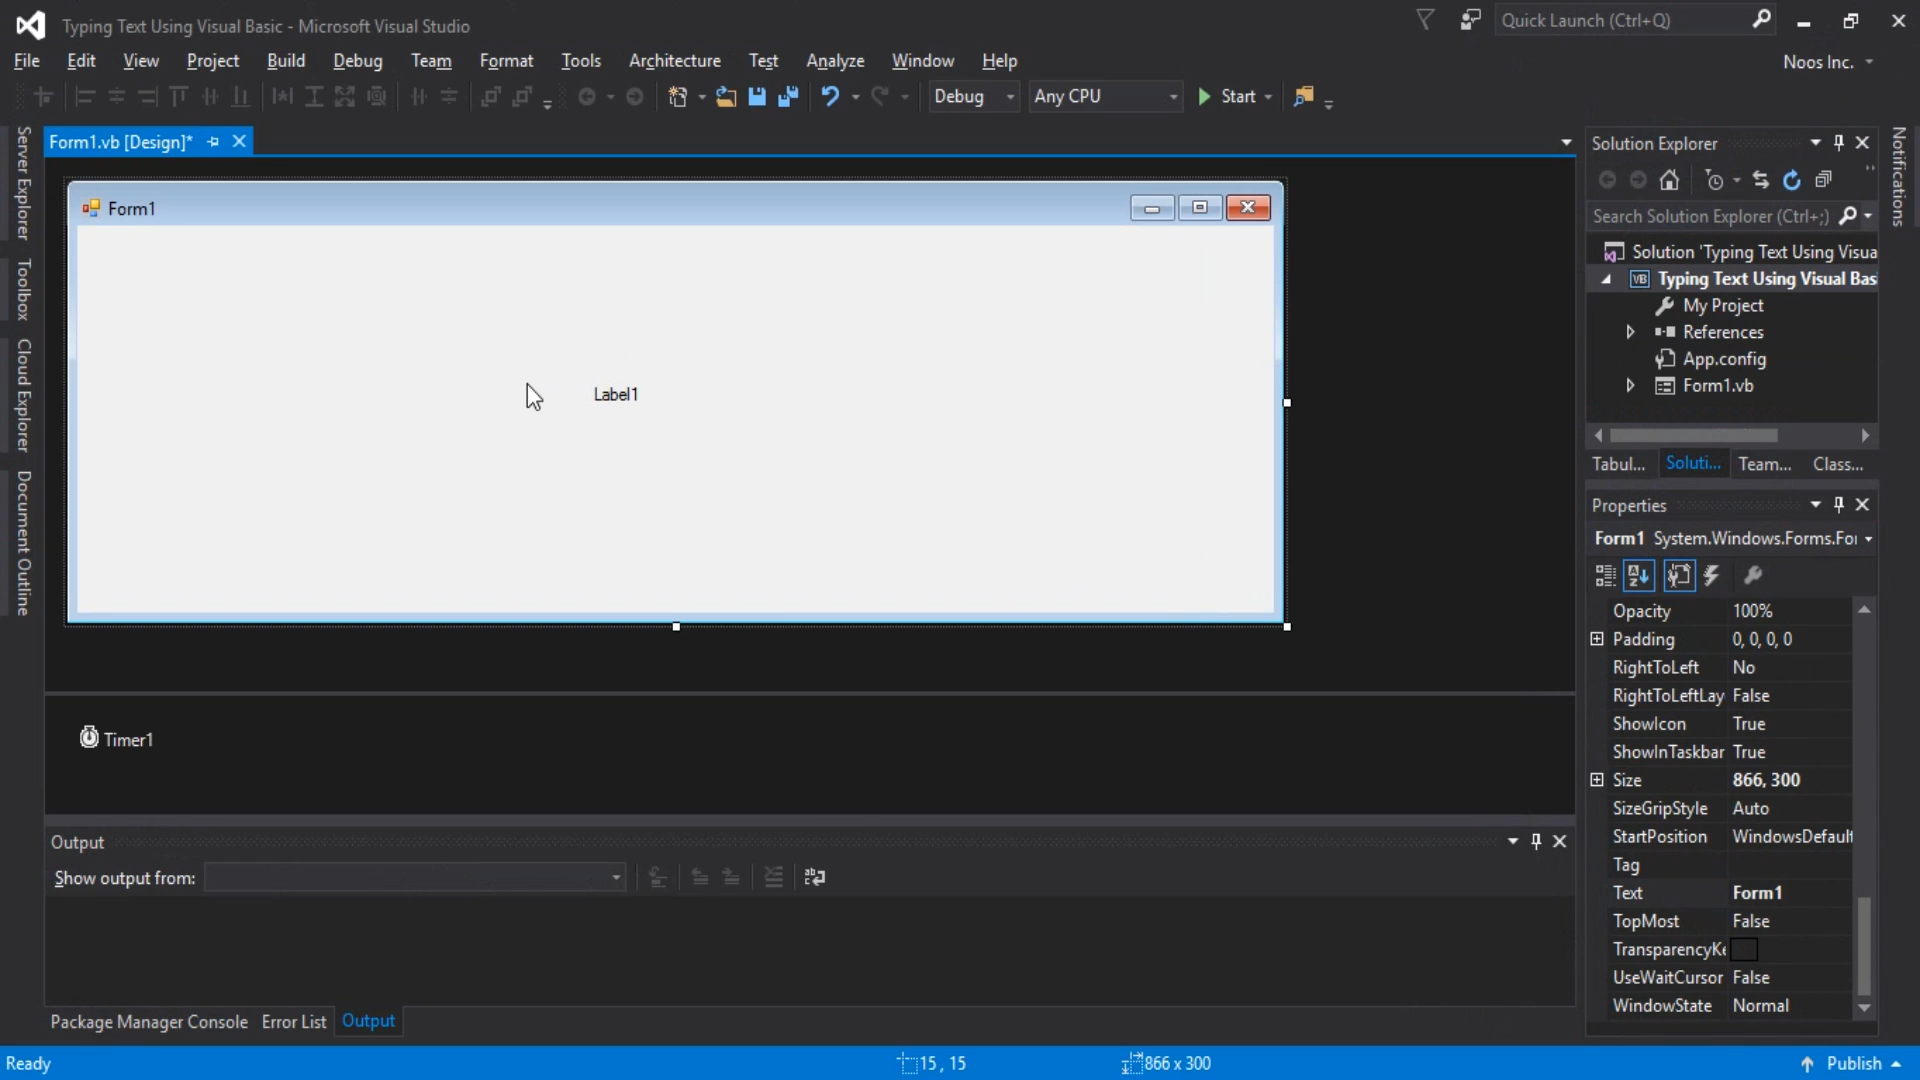 Typing Text Using Visual Basic - Microsoft Visual Studio
Quick Launch (Ctrl+Q)
File Edit View Project Build Debug Team Format Tools Architecture Test Analyze Window Help
Noos Inc.
Debug Any CPU Start
Server Explorer
Toolbox
Cloud Explorer
Document Outline
Form1.vb [Design]*
Form1
Label1
Timer1
Output
Show output from:
Package Manager Console Error List Output
Solution Explorer
Search Solution Explorer (Ctrl+;)
Solution 'Typing Text Using Visua
VB Typing Text Using Visual Bas
My Project
References
App.config
Form1.vb
Tabul... Soluti... Team... Class...
Properties
Form1 System.Windows.Forms.For
Opacity 100%
Padding 0, 0, 0, 0
RightToLeft No
RightToLeftLay False
ShowIcon True
ShowInTaskbar True
Size 866, 300
SizeGripStyle Auto
StartPosition WindowsDefault
Tag
Text Form1
TopMost False
TransparencyKe
UseWaitCursor False
WindowState Normal
Notifications
Ready 15 , 15 866 x 300 Publish